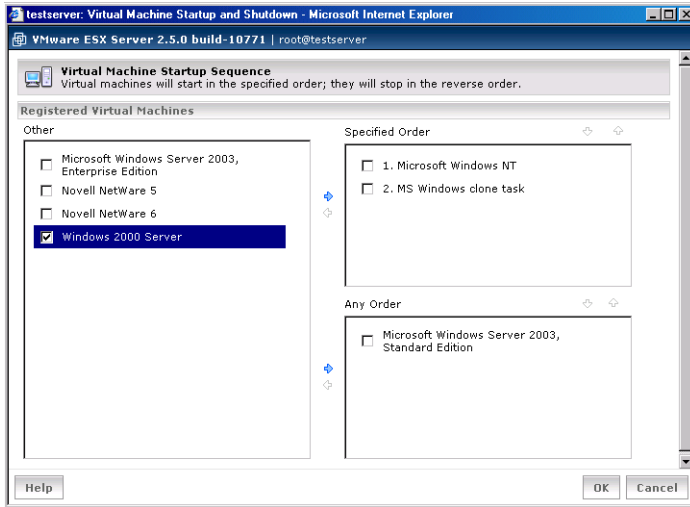 testserver: Virtual Machine Startup and Shutdown - Microsoft Internet Explorer
VMware ESX Server 2.5.0 build-10771 | root@testserver
Virtual Machine Startup Sequence
Virtual machines will start in the specified order; they will stop in the reverse order.
Registered Virtual Machines
Other
Microsoft Windows Server 2003,
Enterprise Edition
Novell NetWare 5
Novell NetWare 6
Windows 2000 Server
Specified Order
1. Microsoft Windows NT
2. MS Windows clone task
Any Order
Microsoft Windows Server 2003,
Standard Edition
Help
OK
Cancel